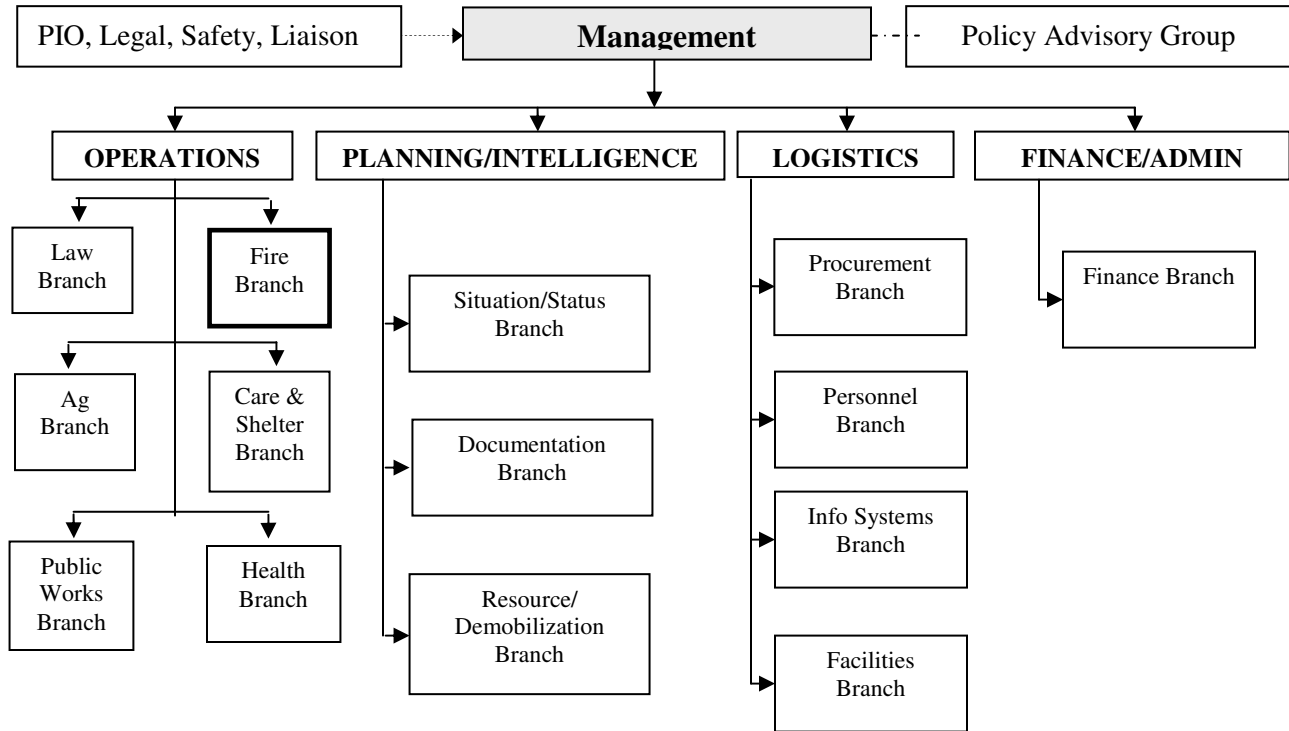 PIO, Legal, Safety, Liaison
Management
Policy Advisory Group
OPERATIONS
PLANNING/INTELLIGENCE
LOGISTICS
FINANCE/ADMIN
Law
Branch
Fire
Branch
Ag
Branch
Care &
Shelter
Branch
Public
Works
Branch
Health
Branch
Situation/Status
Branch
Documentation
Branch
Resource/
Demobilization
Branch
Procurement
Branch
Personnel
Branch
Info Systems
Branch
Facilities
Branch
Finance Branch